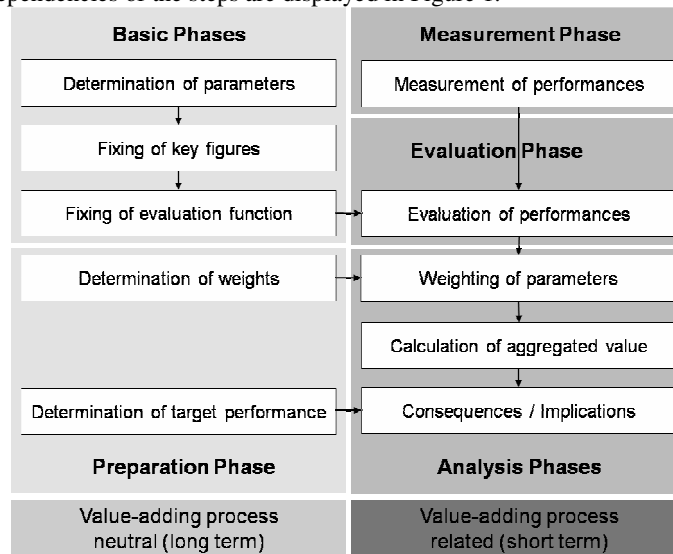 pendencies of the steps are displayed in Figure 1.
Basic Phases
Determination of parameters
Fixing of key figures
Fixing of evaluation function
Determination of weights
Determination of target performance
Preparation Phase
Value-adding process
neutral (long term)
Measurement Phase
Measurement of performances
Evaluation Phase
Evaluation of performances
Weighting of parameters
Calculation of aggregated value
Consequences / Implications
Analysis Phases
Value-adding process
related (short term)